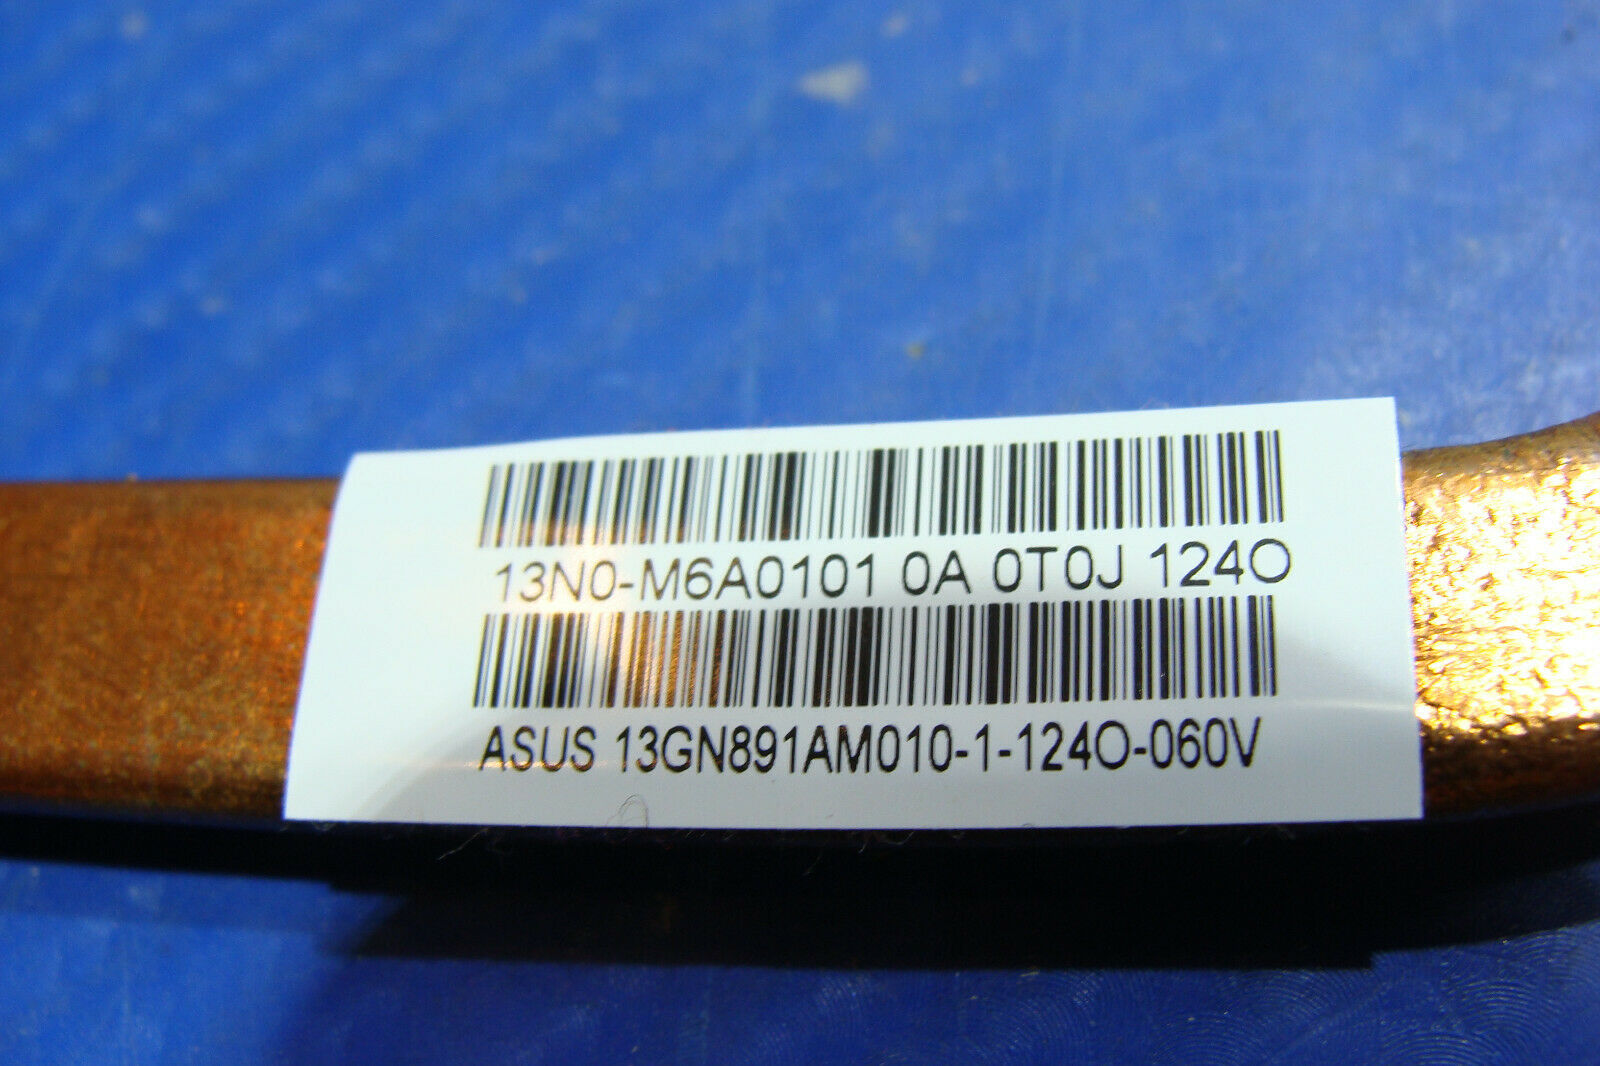 13N0-M6A0101 0A 0T0J 124O
ASUS 13GN891AM010-1-124O-060V